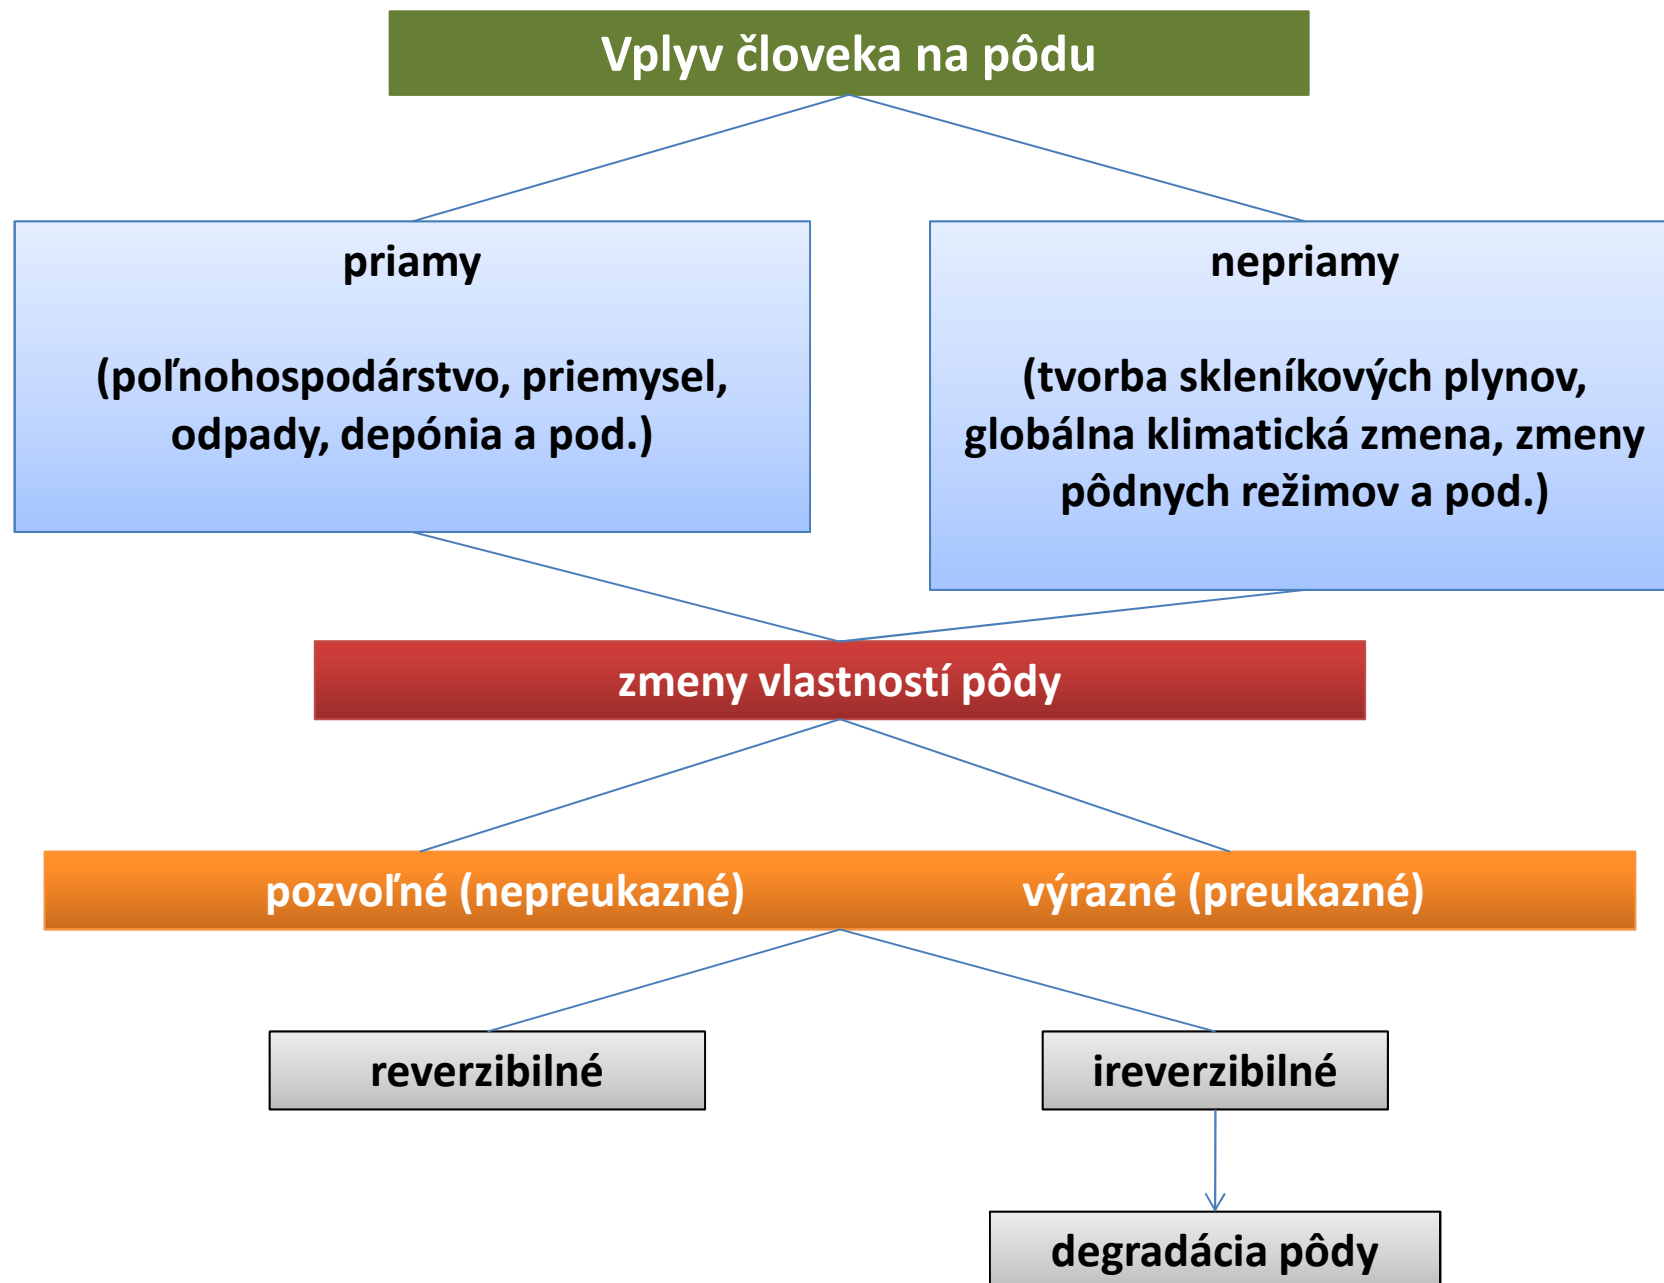 Vplyv človeka na pôdu
priamy
(poľnohospodárstvo, priemysel,
odpady, depónia a pod.)
nepriamy
(tvorba skleníkových plynov,
globálna klimatická zmena, zmeny
pôdnych režimov a pod.)
zmeny vlastností pôdy
pozvoľné (nepreukazné) výrazné (preukazné)
reverzibilné
ireverzibilné
degradácia pôdy